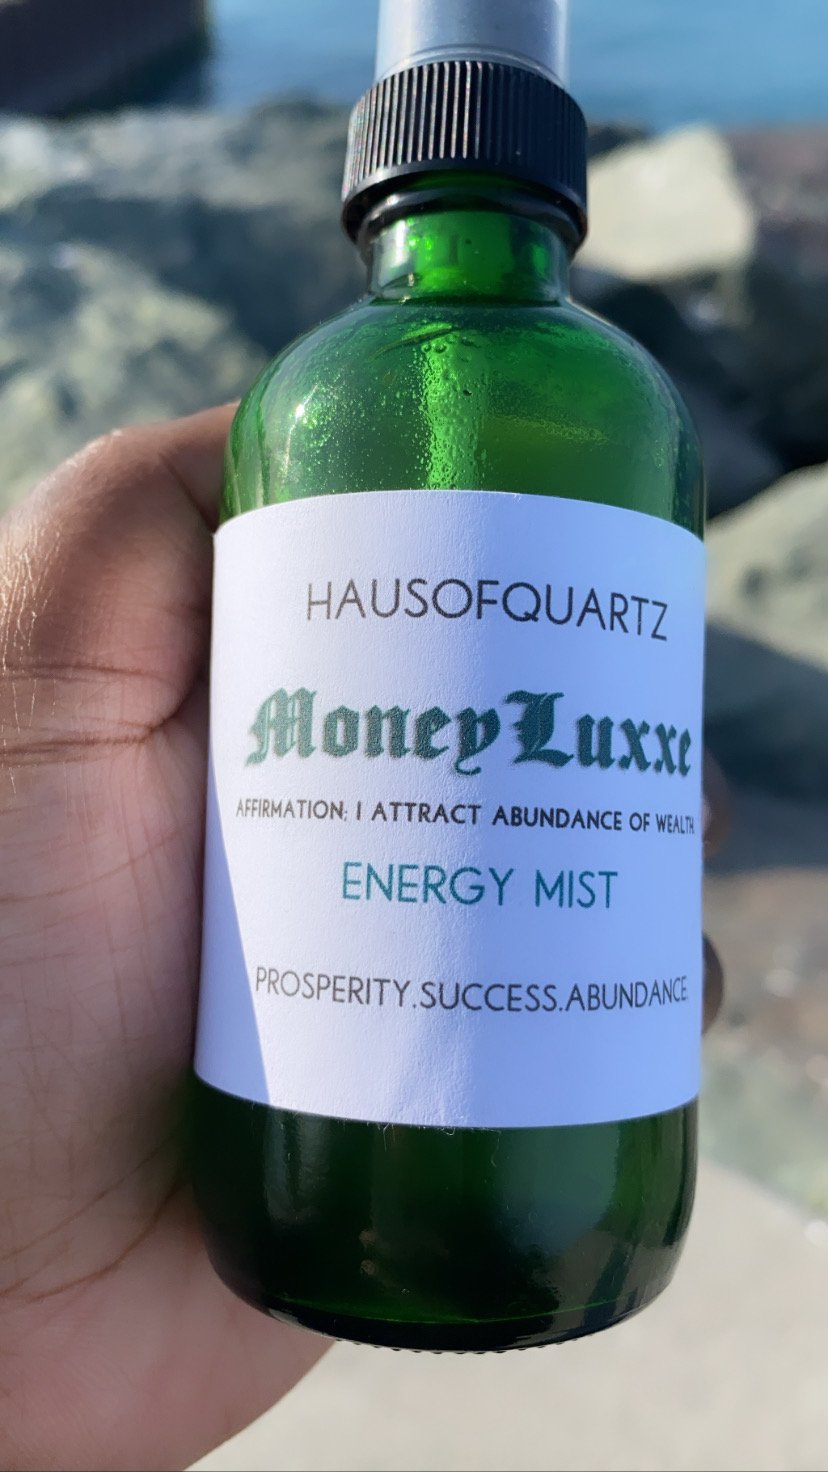 HAUSOFQUARTZ
MoneyLuxxe
AFFIRMATION; I ATTRACT ABUNDANCE OF WEALTH
ENERGY MIST
PROSPERITY.SUCCESS.ABUNDANCE.